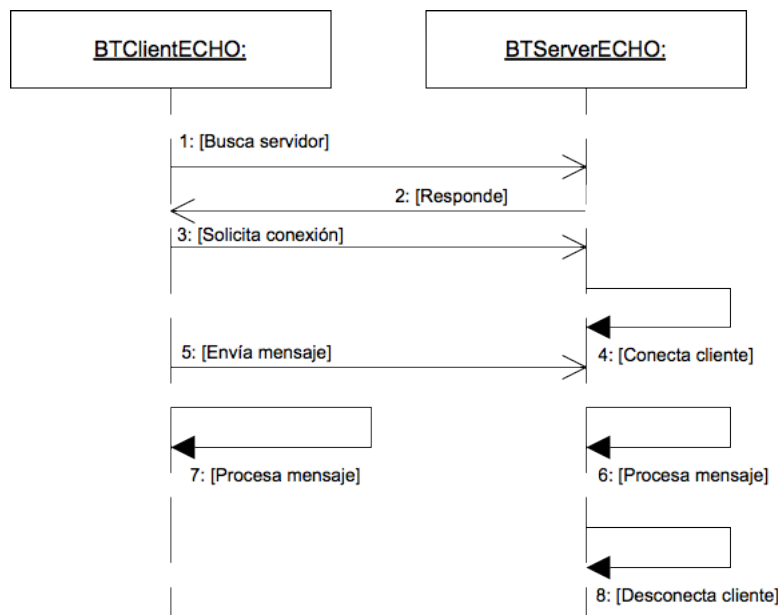 BTClientECHO:
BTServerECHO:
1: [Busca servidor]
2: [Responde]
3: [Solicita conexión]
4: [Conecta cliente]
5: [Envía mensaje]
6: [Procesa mensaje]
7: [Procesa mensaje]
8: [Desconecta cliente]